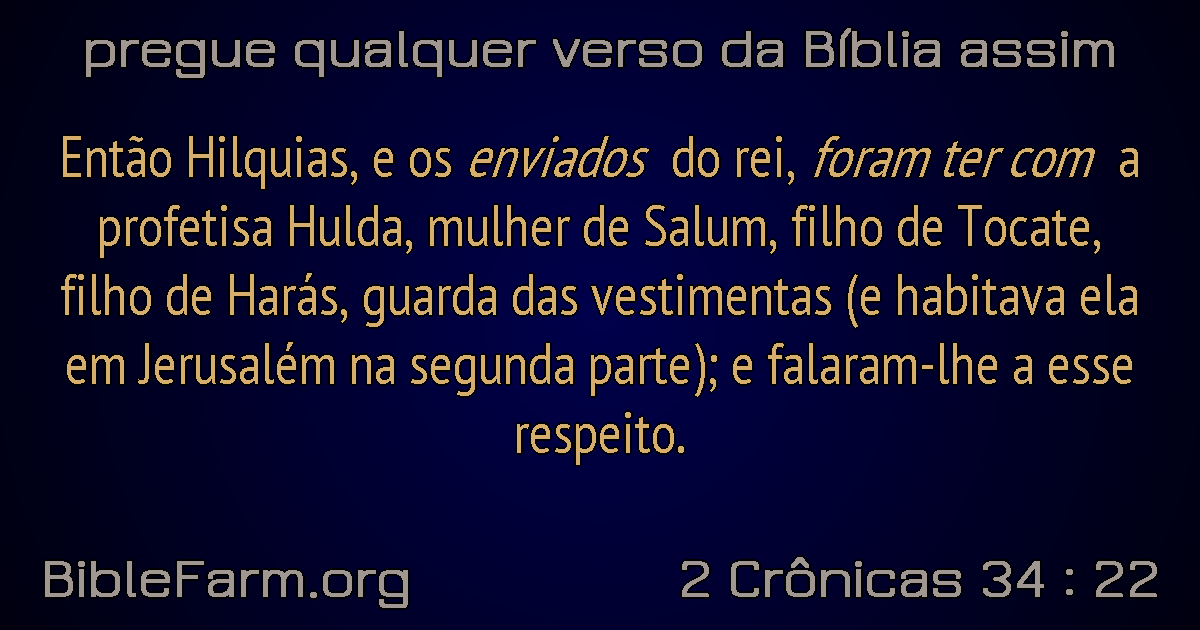 pregue qualquer verso da Bíblia assim
Então Hilquias, e os enviados do rei, foram ter com a
profetisa Hulda, mulher de Salum, filho de Tocate,
filho de Harás, guarda das vestimentas (e habitava ela
em Jerusalém na segunda parte); e falaram-lhe a esse
respeito.
BibleFarm.org
2 Crônicas 34 : 22